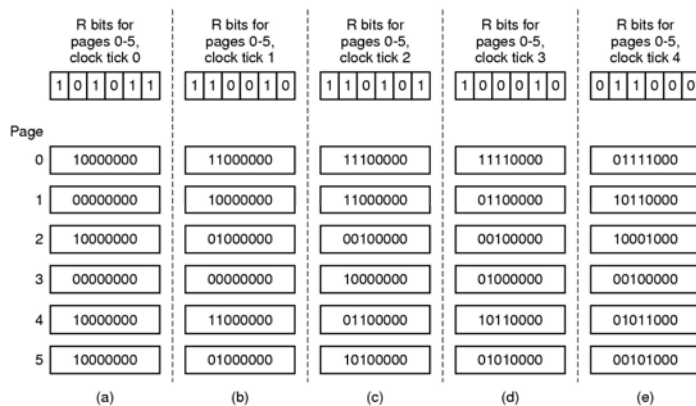 R bits for R bits for R bits for R bits for R bits for
pages 0-5, pages 0-5, pages 0-5, pages 0-5, pages 0-5,
clock tick 0 clock tick 1 clock tick 2 clock tick 3 clock tick 4
1 0 1 0 1 1 1 1 0 0 1 0 1 1 0 1 0 1 1 0 0 0 1 0 0 1 1 0 0 0
Page
0 10000000 11000000 11100000 11110000 01111000
1 00000000 10000000 11000000 01100000 10110000
2 10000000 01000000 00100000 00100000 10001000
3 00000000 00000000 10000000 01000000 00100000
4 10000000 11000000 01100000 10110000 01011000
5 10000000 01000000 10100000 01010000 00101000
(a) (b) (c) (d) (e)